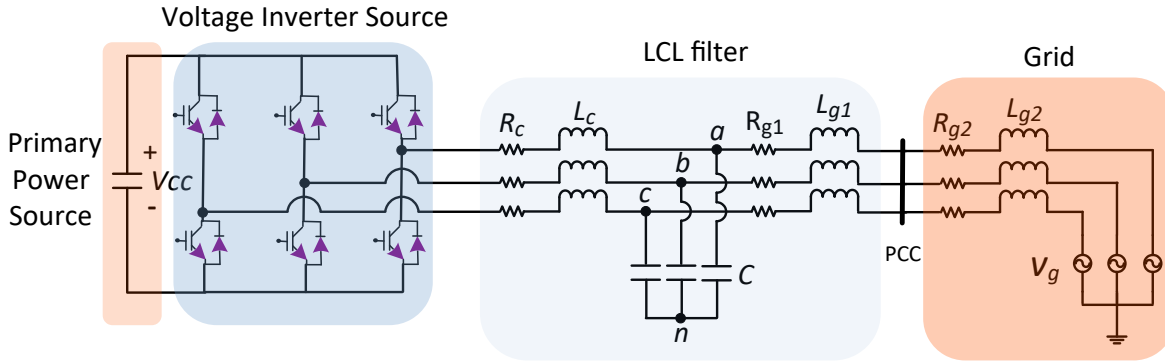 Voltage Inverter Source
LCL filter
Grid
Primary
Power
Source
+
Vcc
-
Rc
Lc
a
b
c
Rg1
Lg1
C
n
PCC
Rg2
Lg2
vg